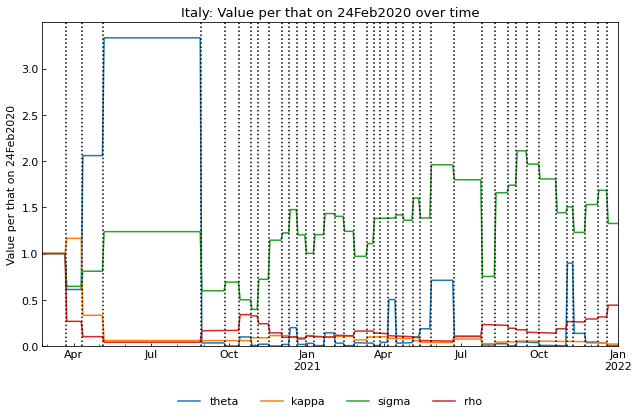 Italy: Value per that on 24Feb2020 over time
Value per that on 24Feb2020
3.0
2.5
2.0
1.5
1.0
0.5
0.0
Apr Jul Oct Jan Apr Jul Oct Jan
2021 2022
theta kappa sigma rho